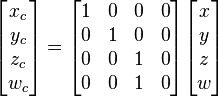 [x_c] = [1 0 0 0] [x]
[y_c] [0 1 0 0] [y]
[z_c] [0 0 1 0] [z]
[w_c] [0 0 1 0] [w]